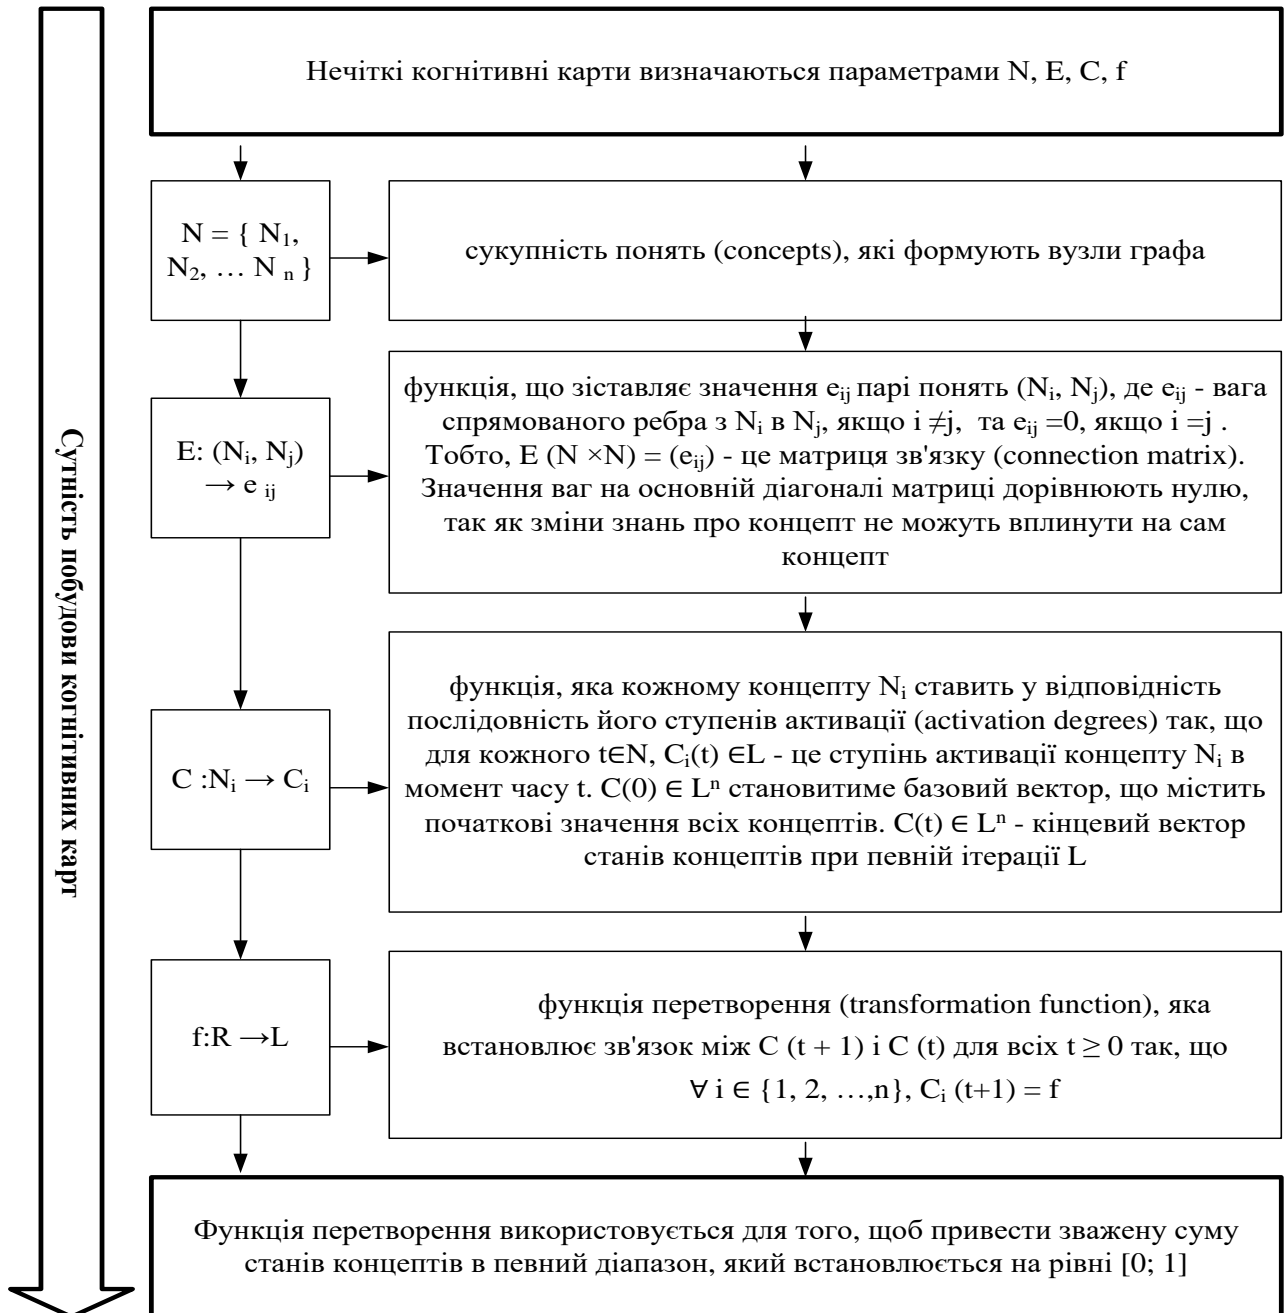 Сутність побудови когнітивних карт
Нечіткі когнітивні карти визначаються параметрами N, E, C, f
N = { N₁,
N₂, … N ₙ }
сукупність понять (concepts), які формують вузли графа
E: (Nᵢ, Nⱼ)
→ e ᵢⱼ
функція, що зіставляє значення eᵢⱼ парі понять (Nᵢ, Nⱼ), де eᵢⱼ - вага
спрямованого ребра з Nᵢ в Nⱼ, якщо i ≠j, та eᵢⱼ =0, якщо i =j .
Тобто, E (N ×N) = (eᵢⱼ) - це матриця зв'язку (connection matrix).
Значення ваг на основній діагоналі матриці дорівнюють нулю,
так як зміни знань про концепт не можуть вплинути на сам
концепт
C :Nᵢ → Cᵢ
функція, яка кожному концепту Nᵢ ставить у відповідність
послідовність його ступенів активації (activation degrees) так, що
для кожного t∈N, Cᵢ(t) ∈L - це ступінь активації концепту Nᵢ в
момент часу t. C(0) ∈ Lⁿ становитиме базовий вектор, що містить
початкові значення всіх концептів. C(t) ∈ Lⁿ - кінцевий вектор
станів концептів при певній ітерації L
f:R →L
функція перетворення (transformation function), яка
встановлює зв'язок між C (t + 1) і C (t) для всіх t ≥ 0 так, що
∀ i ∈ {1, 2, …,n}, Cᵢ (t+1) = f
Функція перетворення використовується для того, щоб привести зважену суму
станів концептів в певний діапазон, який встановлюється на рівні [0; 1]